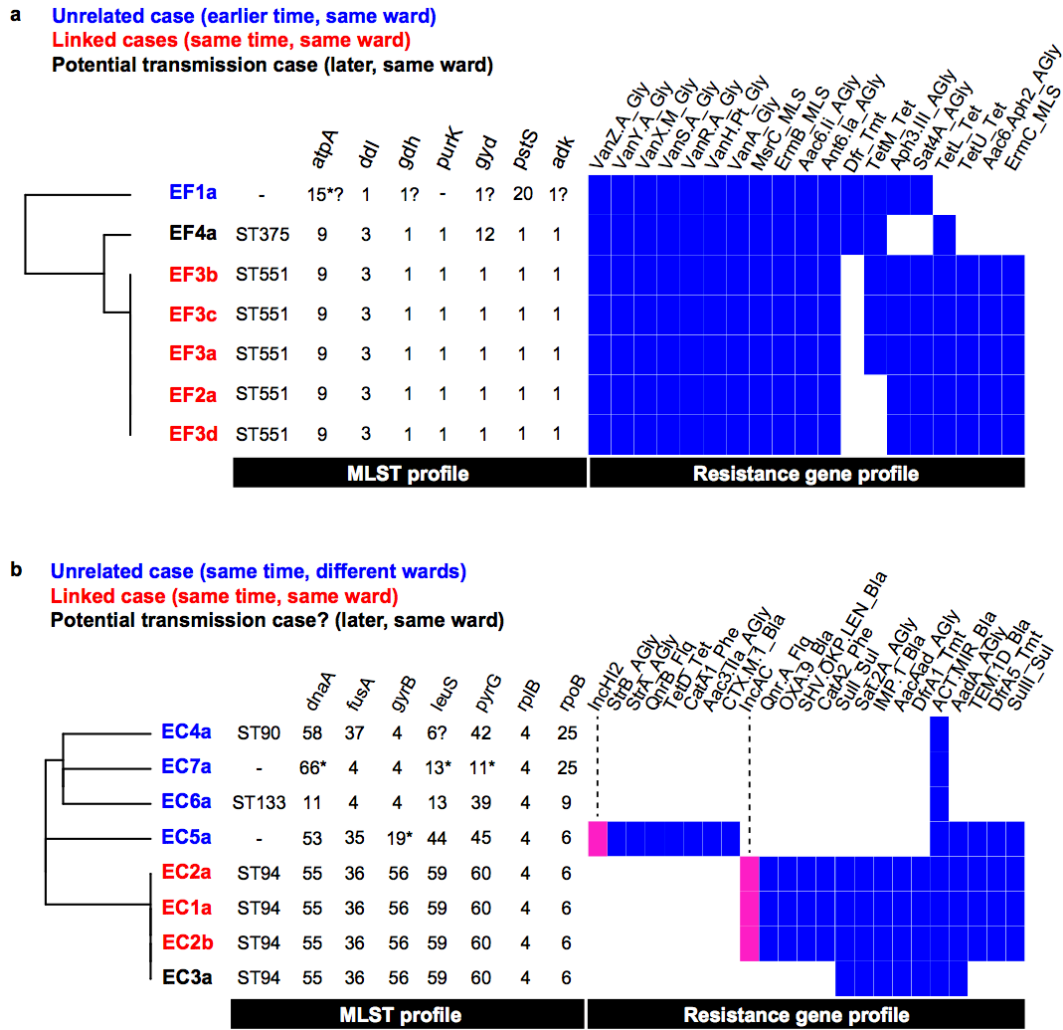 a
Unrelated case (earlier time, same ward)
Linked cases (same time, same ward)
Potential transmission case (later, same ward)
atpA ddl gdh purK gyd pstS adk
VanZ.A_Gly VanY.A_Gly VanX.M_Gly VanS.A_Gly VanR.A_Gly VanH.Pt_Gly VanA_Gly MsrC_MLS ErmB_MLS Aac6.Ii_AGly Ant6.Ia_AGly Dfr_Tmt TetM_Tet Aph3.III_AGly Sat4A_AGly TetL_Tet TetU_Tet Aac6.Aph2_AGly ErmC_MLS
EF1a - 15*? 1 1? - 1? 20 1?
EF4a ST375 9 3 1 1 12 1 1
EF3b ST551 9 3 1 1 1 1 1
EF3c ST551 9 3 1 1 1 1 1
EF3a ST551 9 3 1 1 1 1 1
EF2a ST551 9 3 1 1 1 1 1
EF3d ST551 9 3 1 1 1 1 1
MLST profile Resistance gene profile
b
Unrelated case (same time, different wards)
Linked case (same time, same ward)
Potential transmission case? (later, same ward)
dnaA fusA gyrB leuS pyrG rplB rpoB
IncHI2 StrB_AGly StrA_AGly QnrB_Flq TetD_Tet CatA1_Phe Aac3.IIa_AGly CTX.M.1_Bla IncAC Qnr.A_Flq OXA.9_Bla SHV.OKP.LEN_Bla CatA2_Phe SulI_Sul Sat.2A_AGly IMP.1_Bla AacAad_AGly DfrA1_Tmt ACT.MIR_Bla AadA_AGly TEM.1D_Bla DfrA5_Tmt SulII_Sul
EC4a ST90 58 37 4 6? 42 4 25
EC7a - 66* 4 4 13* 11* 4 25
EC6a ST133 11 4 4 13 39 4 9
EC5a - 53 35 19* 44 45 4 6
EC2a ST94 55 36 56 59 60 4 6
EC1a ST94 55 36 56 59 60 4 6
EC2b ST94 55 36 56 59 60 4 6
EC3a ST94 55 36 56 59 60 4 6
MLST profile Resistance gene profile